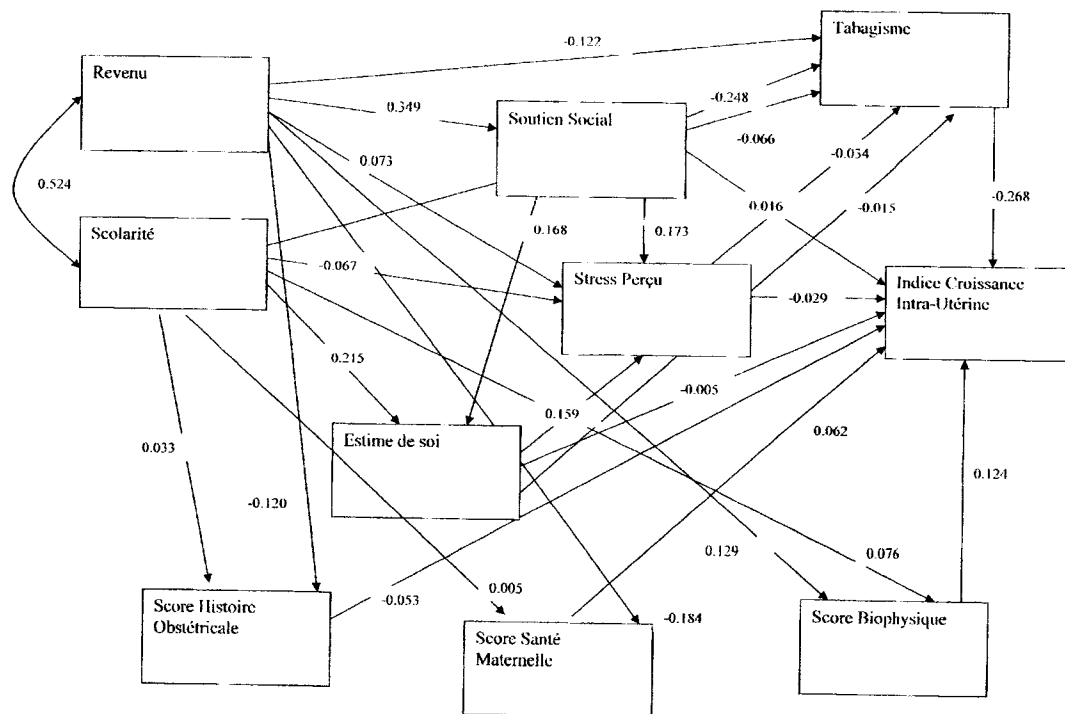 Tabagisme
-0.122
Revenu
0.349
-0.248
Soutien Social
-0.066
0.073
-0.034
0.524
0.016
-0.015
-0.268
Scolarité
0.168
0.173
-0.067
Stress Perçu
-0.029
Indice Croissance
Intra-Utérine
0.215
-0.005
0.159
Estime de soi
0.062
0.033
0.124
-0.120
0.129
0.076
0.005
-0.053
Score Histoire
Obstétricale
-0.184
Score Santé
Maternelle
Score Biophysique